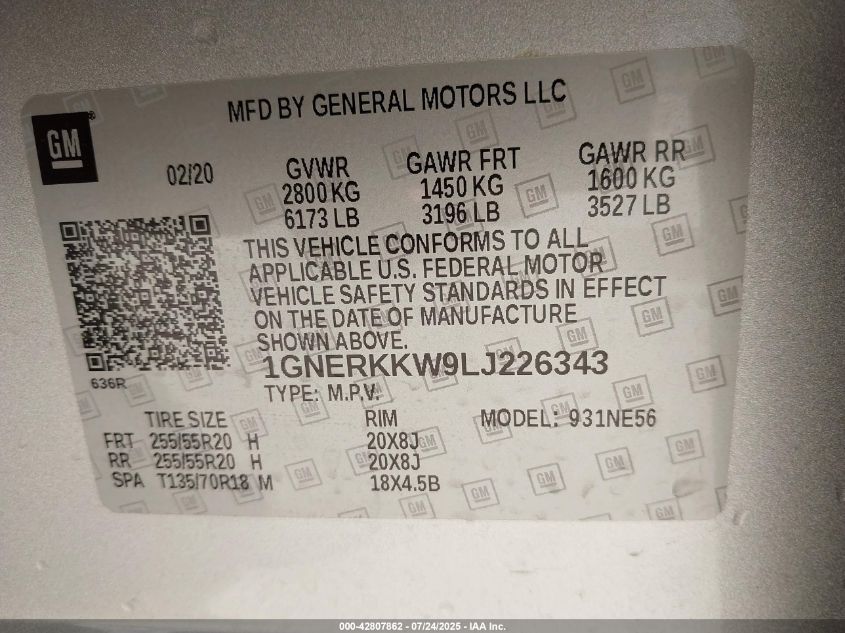 MFD BY GENERAL MOTORS LLC
GM®
02/20 GVWR GAWR FRT GAWR RR
2800 KG 1450 KG 1600 KG
6173 LB 3196 LB 3527 LB
THIS VEHICLE CONFORMS TO ALL
APPLICABLE U.S. FEDERAL MOTOR
VEHICLE SAFETY STANDARDS IN EFFECT
ON THE DATE OF MANUFACTURE
SHOWN ABOVE.
1GNERKKW9LJ226343
636R
TYPE: M.P.V.
TIRE SIZE RIM MODEL: 931NE56
FRT 255/55R20 H 20X8J
RR 255/55R20 H 20X8J
SPA T135/70R18 M 18X4.5B
000-42807862 - 07/24/2025 - IAA Inc.